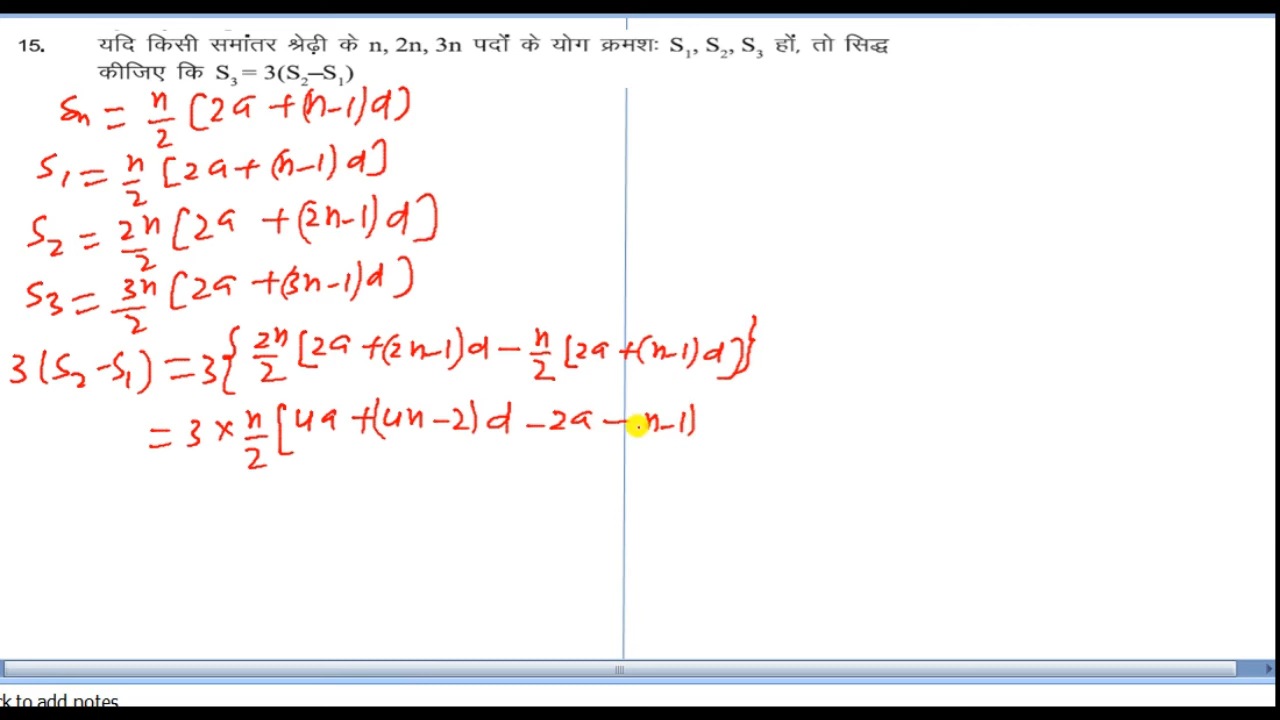 15. यदि किसी समांतर श्रेढ़ी के n, 2n, 3n पदों के योग क्रमशः S₁, S₂, S₃ हों, तो सिद्ध
कीजिए कि S₃ = 3(S₂–S₁)
Sn = n/2 [2a + (n-1)d]
S₁ = n/2 [2a + (n-1)d]
S₂ = 2n/2 [2a + (2n-1)d]
S₃ = 3n/2 [2a + (3n-1)d]
3(S₂-S₁) = 3{2n/2 [2a + (2n-1)d - n/2 [2a + (n-1)d]}
= 3 × n/2 [4a + (4n-2)d - 2a - n-1)
ck to add notes